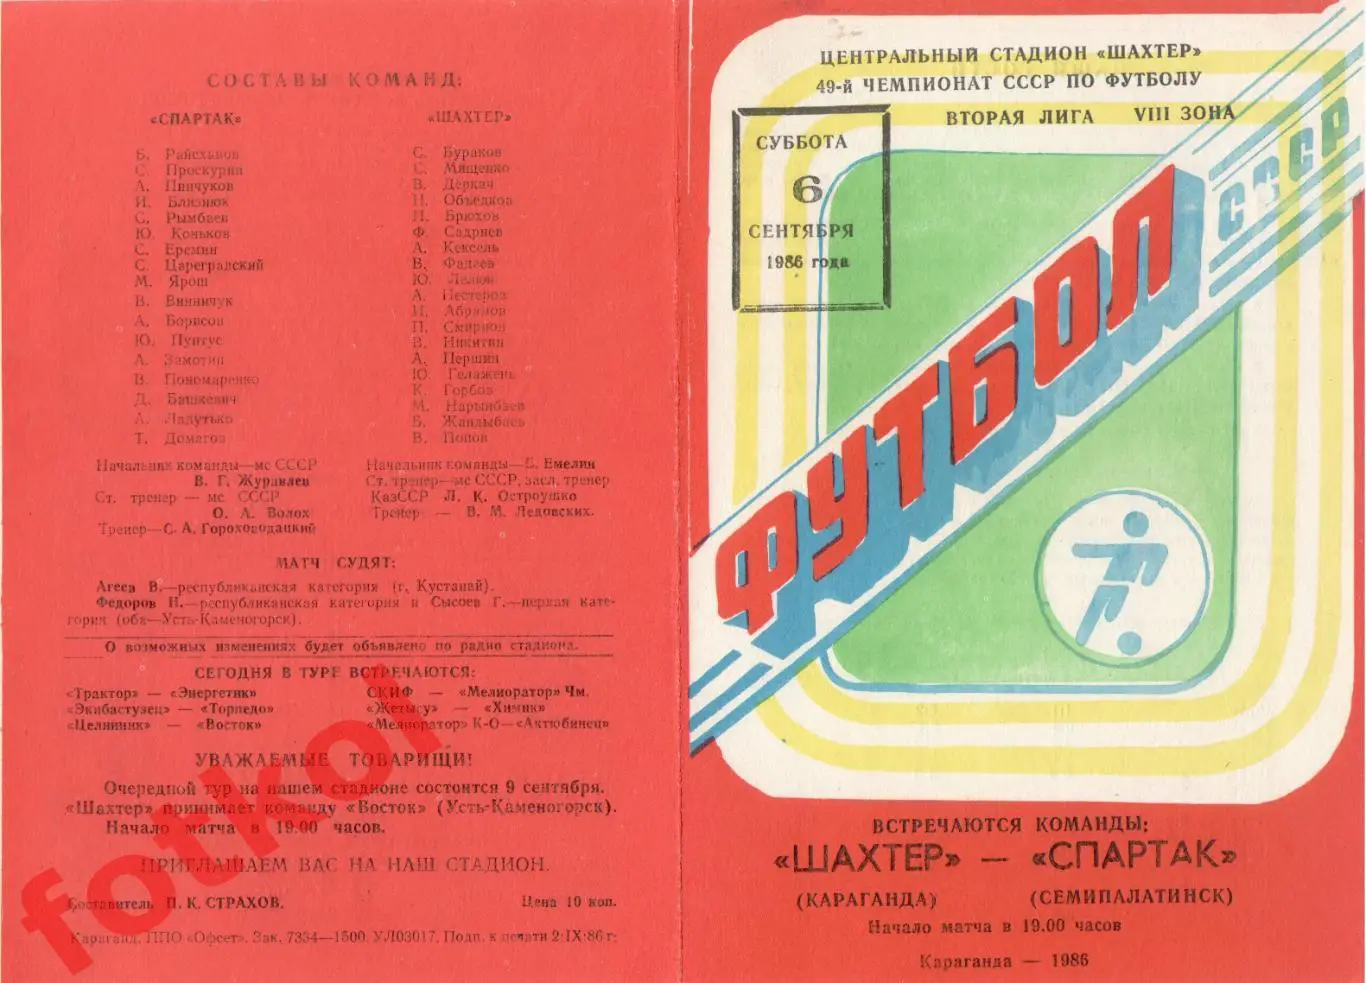 СОСТАВЫ КОМАНД:
«СПАРТАК»
Б. Райсханов
С. Проскурин
А. Пинчуков
И. Близнюк
С. Рымбаев
Ю. Коньков
С. Еремин
С. Цареградский
М. Ярош
В. Винничук
А. Борисов
Ю. Пунтус
А. Замотин
В. Пономаренко
Д. Башкевич
А. Ладутько
Т. Домагов
«ШАХТЕР»
С. Бураков
С. Мященко
В. Деркач
П. Объедков
П. Брюхов
Ф. Садриев
А. Кексель
В. Фадеев
Ю. Лелюк
А. Нестеров
И. Абрамов
П. Смирнов
В. Никитин
А. Першин
Ю. Гелажень
К. Горбов
М. Нарынбаев
Б. Жандыбаев
В. Попов
Начальник команды—мс СССР
В. Г. Журавлев
Ст. тренер — мс СССР
О. А. Волох
Тренер—С. А. Гороховодацкий
Начальник команды—Б. Емелин
Ст. тренер—мс СССР, засл. тренер
КазССР Л. К. Остроушко
Тренер — В. М. Ледовских.
МАТЧ СУДЯТ:
Агеев В.—республиканская категория (г. Кустанай).
Федоров Н.—республиканская категория и Сысоев Г.—первая кате-
гория (оба—Усть-Каменогорск).
О возможных изменениях будет объявлено по радио стадиона.
СЕГОДНЯ В ТУРЕ ВСТРЕЧАЮТСЯ:
«Трактор» — «Энергетик»
«Экибастузец» — «Торпедо»
«Целинник» — «Восток»
СКИФ — «Мелиоратор» Чм.
«Жетысу» — «Химик»
«Мелиоратор» К-О—«Актюбинец»
УВАЖАЕМЫЕ ТОВАРИЩИ!
Очередной тур на нашем стадионе состоится 9 сентября.
«Шахтер» принимает команду «Восток» (Усть-Каменогорск).
Начало матча в 19.00 часов.
ПРИГЛАШАЕМ ВАС НА НАШ СТАДИОН.
Составитель П. К. СТРАХОВ.
Цена 10 коп.
Караганд. ППО «Офсет». Зак. 7334—1500. УЛ03017. Подп. к печати 2.IX.86 г.
fotkol
ЦЕНТРАЛЬНЫЙ СТАДИОН «ШАХТЕР»
49-й ЧЕМПИОНАТ СССР ПО ФУТБОЛУ
ВТОРАЯ ЛИГА VIII ЗОНА
СУББОТА
6
СЕНТЯБРЯ
1986 года
ФУТБОЛ
СССР
ВСТРЕЧАЮТСЯ КОМАНДЫ:
«ШАХТЕР» — «СПАРТАК»
(КАРАГАНДА) (СЕМИПАЛАТИНСК)
Начало матча в 19.00 часов
Караганда — 1986